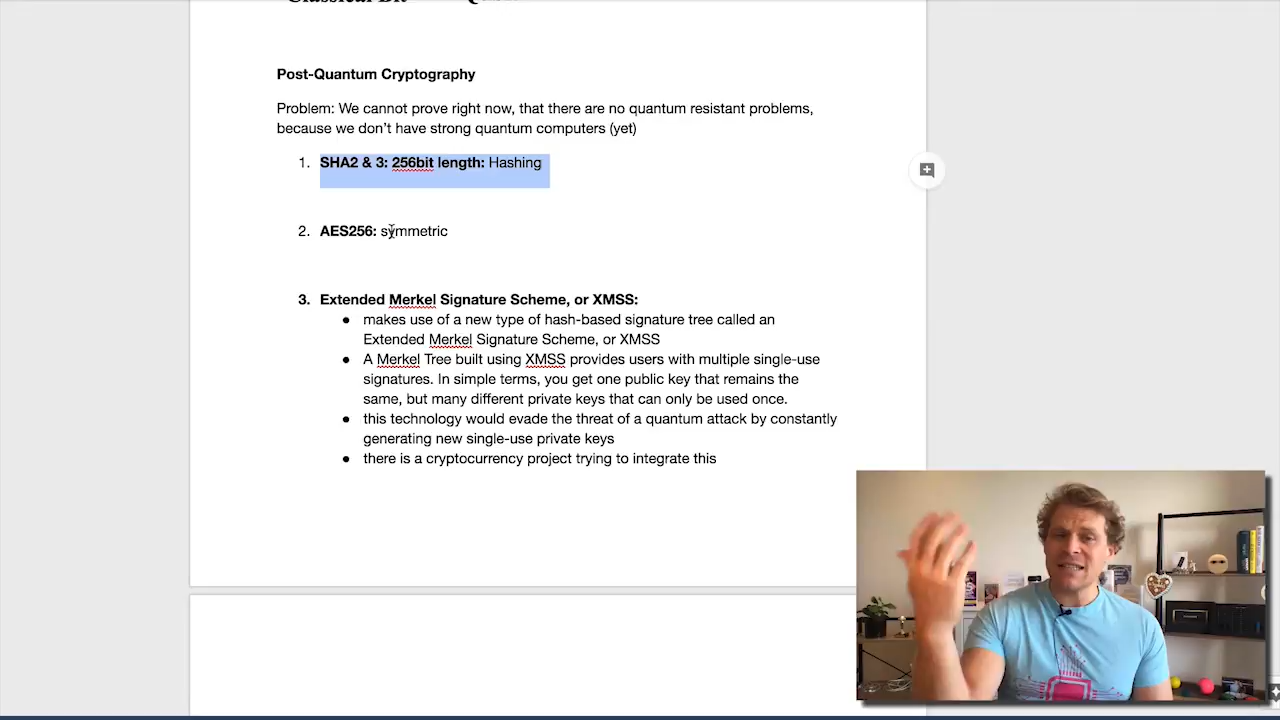 Post-Quantum Cryptography
Problem: We cannot prove right now, that there are no quantum resistant problems,
because we don't have strong quantum computers (yet)
1. SHA2 & 3: 256bit length: Hashing
2. AES256: symmetric
3. Extended Merkel Signature Scheme, or XMSS:
● makes use of a new type of hash-based signature tree called an
Extended Merkel Signature Scheme, or XMSS
● A Merkel Tree built using XMSS provides users with multiple single-use
signatures. In simple terms, you get one public key that remains the
same, but many different private keys that can only be used once.
● this technology would evade the threat of a quantum attack by constantly
generating new single-use private keys
● there is a cryptocurrency project trying to integrate this